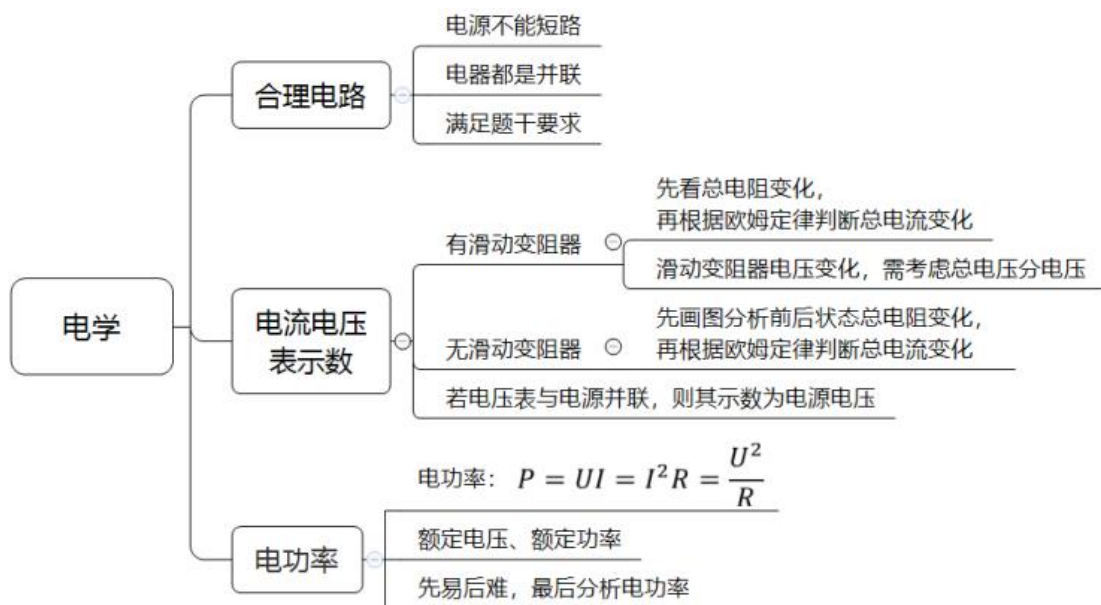 电学
合理电路
电源不能短路
电器都是并联
满足题干要求
电流电压
表示数
有滑动变阻器
先看总电阻变化，
再根据欧姆定律判断总电流变化
滑动变阻器电压变化，需考虑总电压分电压
无滑动变阻器
先画图分析前后状态总电阻变化，
再根据欧姆定律判断总电流变化
若电压表与电源并联，则其示数为电源电压
电功率
电功率： P = UI = I²R = U²/R
额定电压、额定功率
先易后难，最后分析电功率